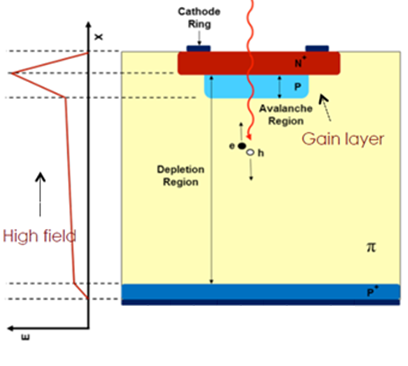 Cathode
Ring
X
N+
P
Avalanche
Region
Gain layer
e
h
Depletion
Region
High field
π
P+
E